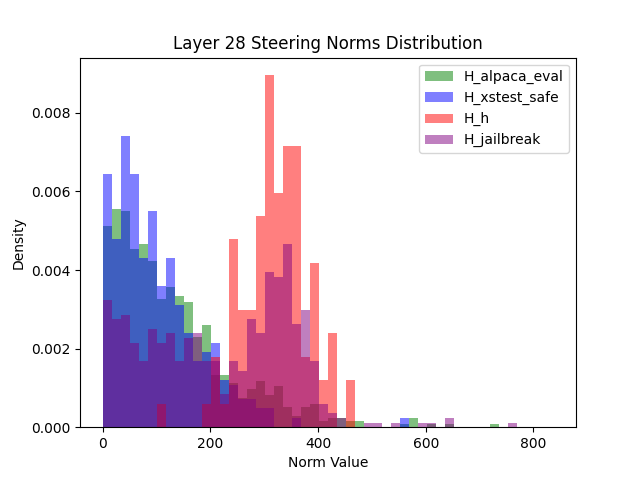 Layer 28 Steering Norms Distribution
H_alpaca_eval
H_xstest_safe
H_h
H_jailbreak
Density
0.008
0.006
0.004
0.002
0.000
0 200 400 600 800
Norm Value